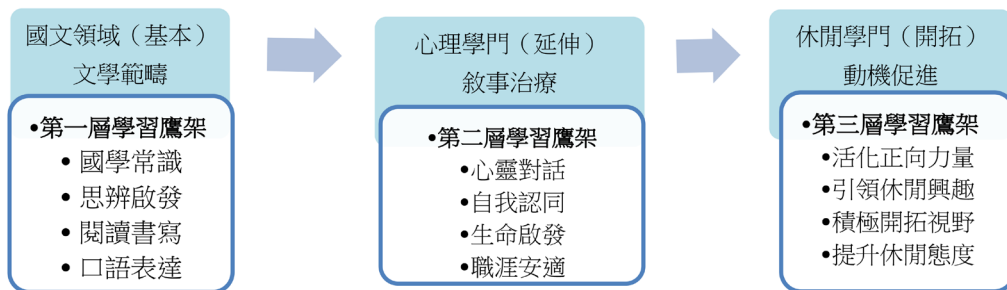 國文領域（基本）
文學範疇
•第一層學習鷹架
• 國學常識
• 思辨啟發
• 閱讀書寫
• 口語表達
心理學門（延伸）
敘事治療
•第二層學習鷹架
•心靈對話
•自我認同
•生命啟發
•職涯安適
休閒學門（開拓）
動機促進
•第三層學習鷹架
•活化正向力量
•引領休閒興趣
•積極開拓視野
•提升休閒態度